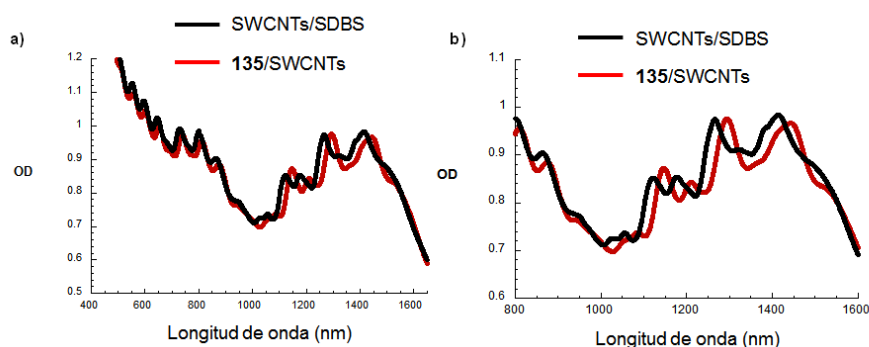 a)
SWCNTs/SDBS
135/SWCNTs
1.2
1.1
1
0.9
0.8
0.7
0.6
0.5
OD
400
600
800
1000
1200
1400
1600
Longitud de onda (nm)
b)
SWCNTs/SDBS
135/SWCNTs
1.1
1
0.9
0.8
0.7
0.6
OD
800
1000
1200
1400
1600
Longitud de onda (nm)